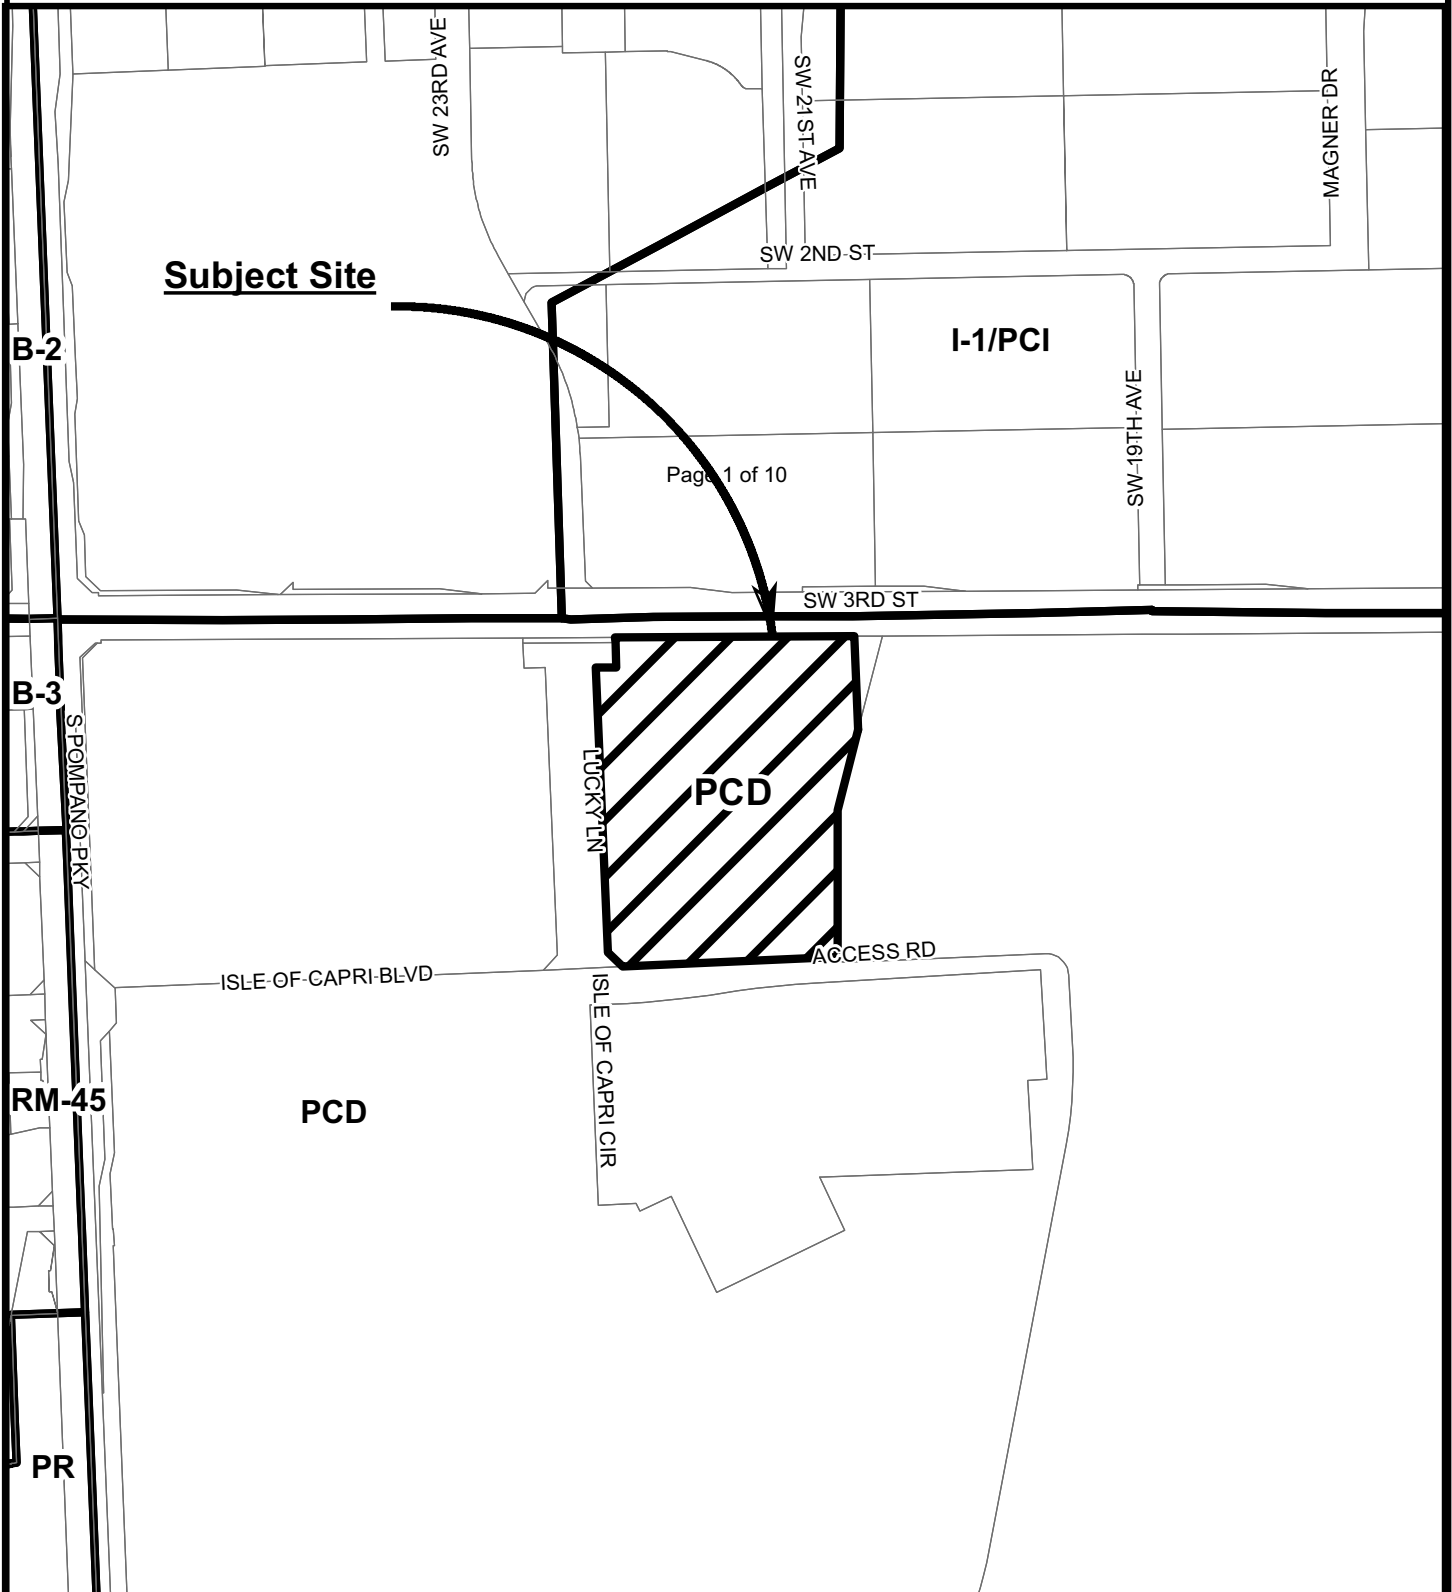 SW 23RD AVE
SW 21ST AVE
MAGNER DR
SW 2ND ST
Subject Site
B-2
I-1/PCI
SW 19TH AVE
Page 1 of 10
SW 3RD ST
B-3
S POMPANO PKY
LUCKY LN
PCD
ACCESS RD
ISLE OF CAPRI BLVD
ISLE OF CAPRI CIR
RM-45
PCD
PR